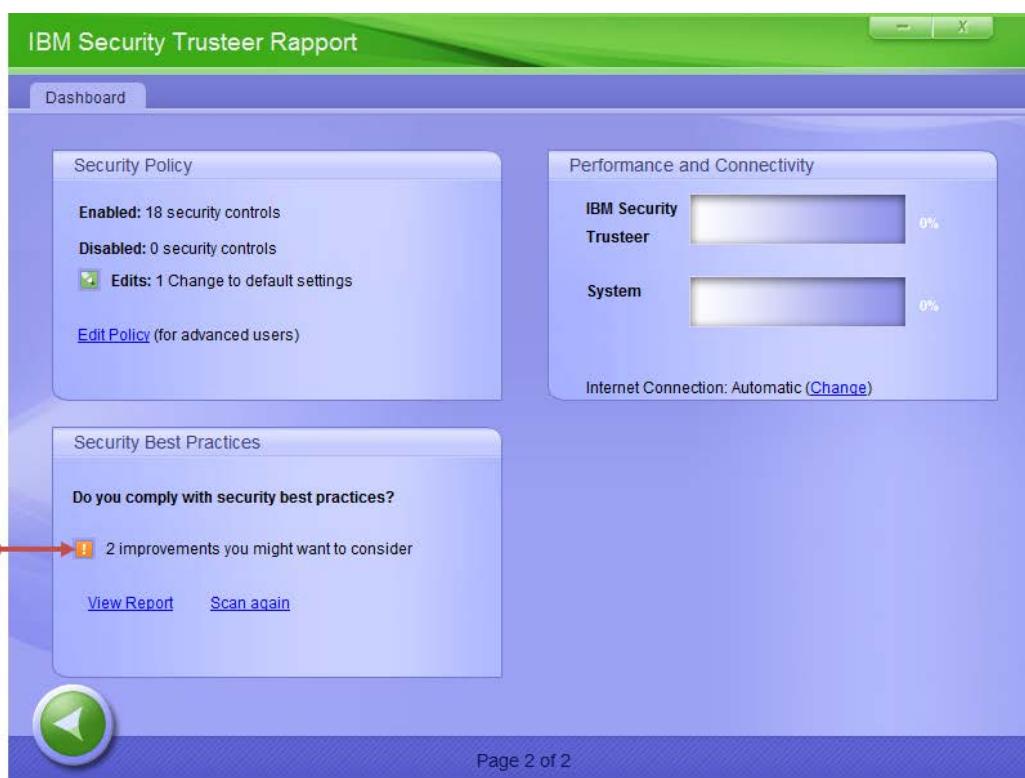 IBM Security Trusteer Rapport
X
Dashboard
Security Policy
Enabled: 18 security controls
Disabled: 0 security controls
Edits: 1 Change to default settings
Edit Policy (for advanced users)
Performance and Connectivity
IBM Security
Trusteer
0%
System
0%
Internet Connection: Automatic (Change)
Security Best Practices
Do you comply with security best practices?
! 2 improvements you might want to consider
View Report Scan again
Page 2 of 2